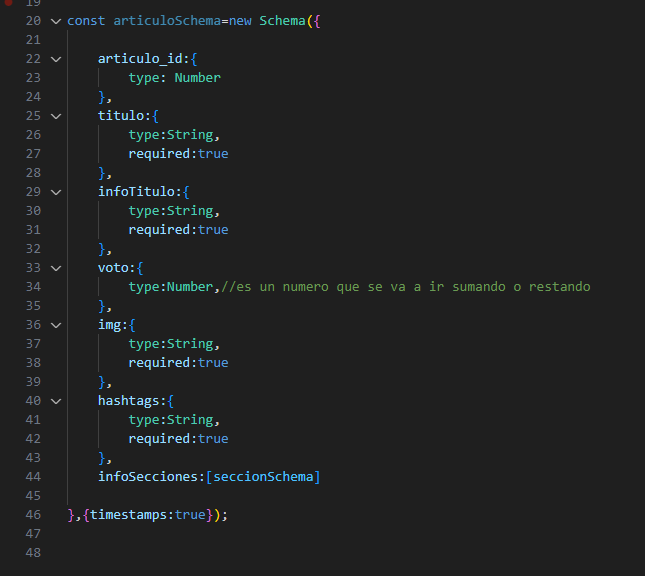 19
20 const articuloSchema=new Schema({
21
22 articulo_id:{
23 type: Number
24 },
25 titulo:{
26 type:String,
27 required:true
28 },
29 infoTitulo:{
30 type:String,
31 required:true
32 },
33 voto:{
34 type:Number,//es un numero que se va a ir sumando o restando
35 },
36 img:{
37 type:String,
38 required:true
39 },
40 hashtags:{
41 type:String,
42 required:true
43 },
44 infoSecciones:[seccionSchema]
45
46 },{timestamps:true});
47
48